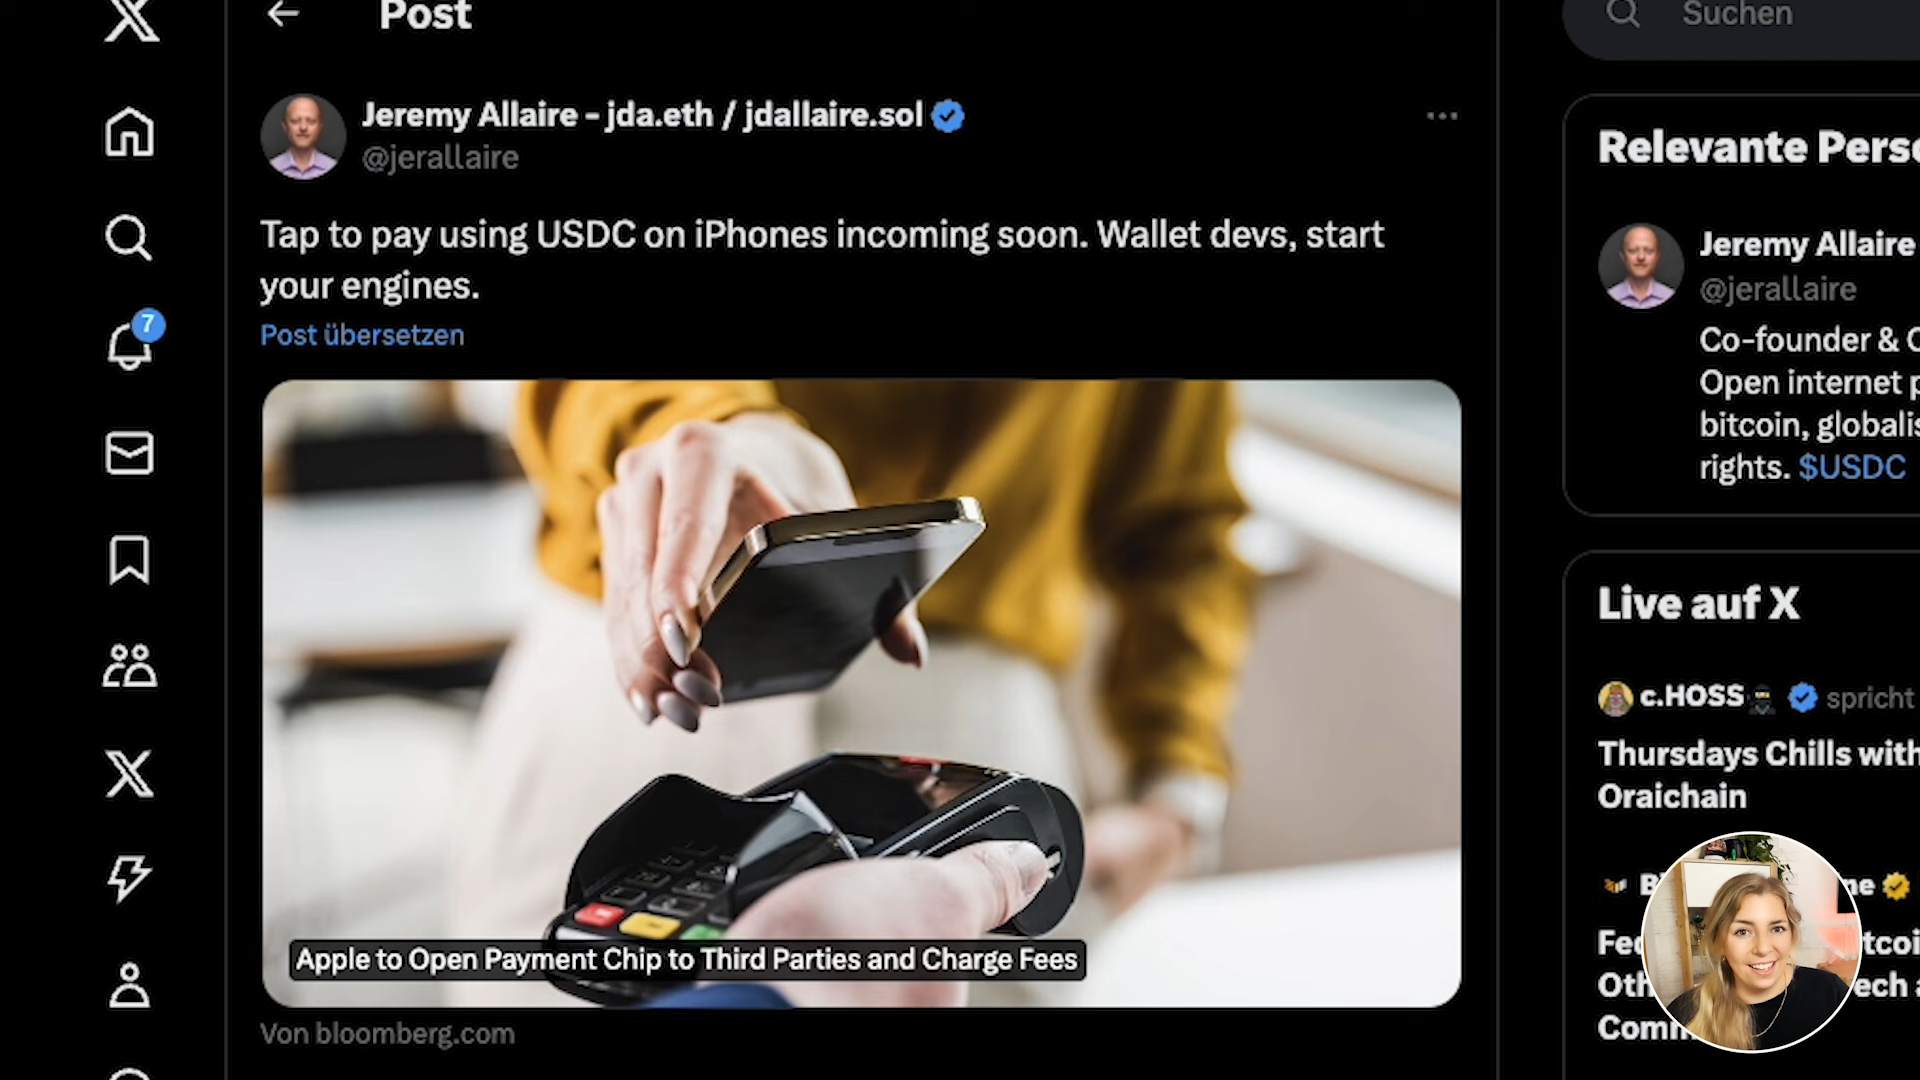 Post
Suchen
Jeremy Allaire - jda.eth / jdallaire.sol
@jerallaire
Tap to pay using USDC on iPhones incoming soon. Wallet devs, start
your engines.
Post übersetzen
7
Apple to Open Payment Chip to Third Parties and Charge Fees
Von bloomberg.com
Relevante
Jeremy Allaire
@jerallaire
Co-founder &
Open internet
bitcoin,
rights. $USDC
Live auf X
c.HOSS spricht
Thursdays Chills with
Oraichain